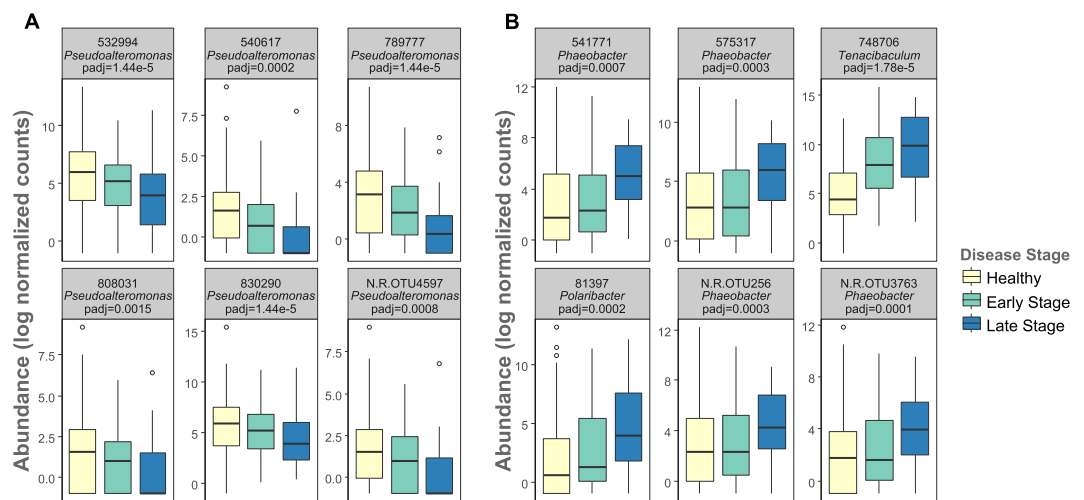 A
Abundance (log normalized counts)
532994
Pseudoalteromonas
padj=1.44e-5
10
5
0
540617
Pseudoalteromonas
padj=0.0002
7.5
5.0
2.5
0.0
789777
Pseudoalteromonas
padj=1.44e-5
8
4
0
808031
Pseudoalteromonas
padj=0.0015
7.5
5.0
2.5
0.0
830290
Pseudoalteromonas
padj=1.44e-5
15
10
5
0
N.R.OTU4597
Pseudoalteromonas
padj=0.0008
7.5
5.0
2.5
0.0
B
Abundance (log normalized counts)
541771
Phaeobacter
padj=0.0007
12
8
4
0
575317
Phaeobacter
padj=0.0003
12
8
4
0
748706
Tenacibaculum
padj=1.78e-5
15
10
5
0
81397
Polaribacter
padj=0.0002
10
5
0
N.R.OTU256
Phaeobacter
padj=0.0003
12
8
4
0
N.R.OTU3763
Phaeobacter
padj=0.0001
12
8
4
0
Disease Stage
Healthy
Early Stage
Late Stage